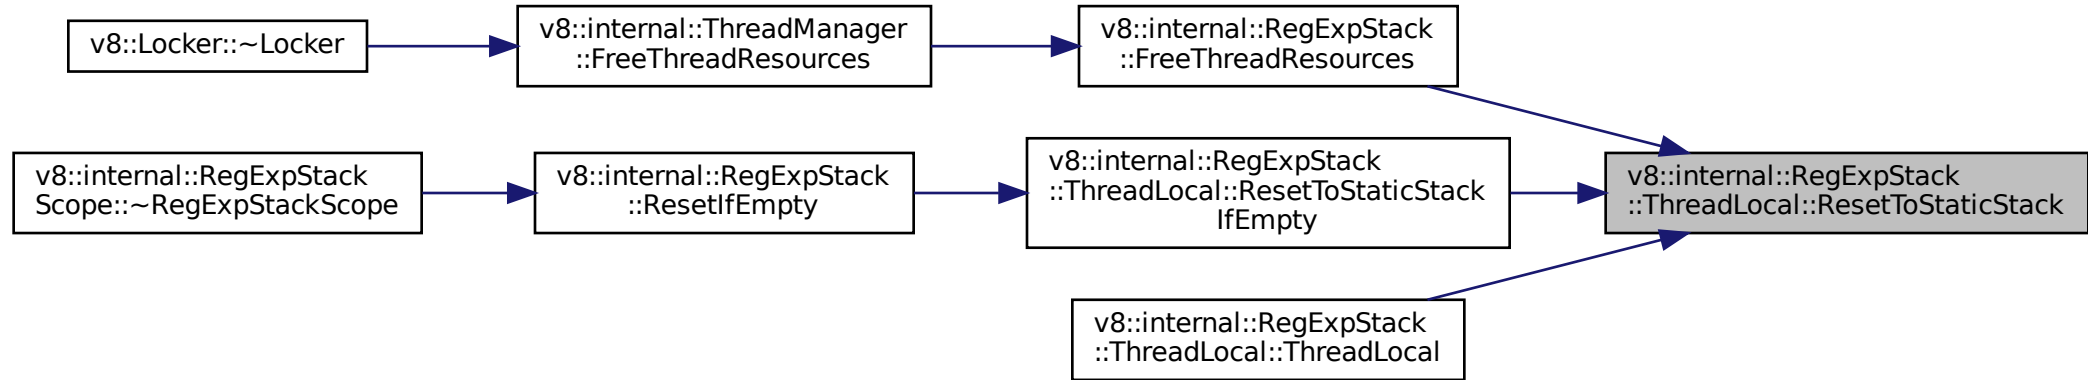 v8::Locker::~Locker
v8::internal::ThreadManager
::FreeThreadResources
v8::internal::RegExpStack
::FreeThreadResources
v8::internal::RegExpStack
Scope::~RegExpStackScope
v8::internal::RegExpStack
::ResetIfEmpty
v8::internal::RegExpStack
::ThreadLocal::ResetToStaticStack
IfEmpty
v8::internal::RegExpStack
::ThreadLocal::ResetToStaticStack
v8::internal::RegExpStack
::ThreadLocal::ThreadLocal